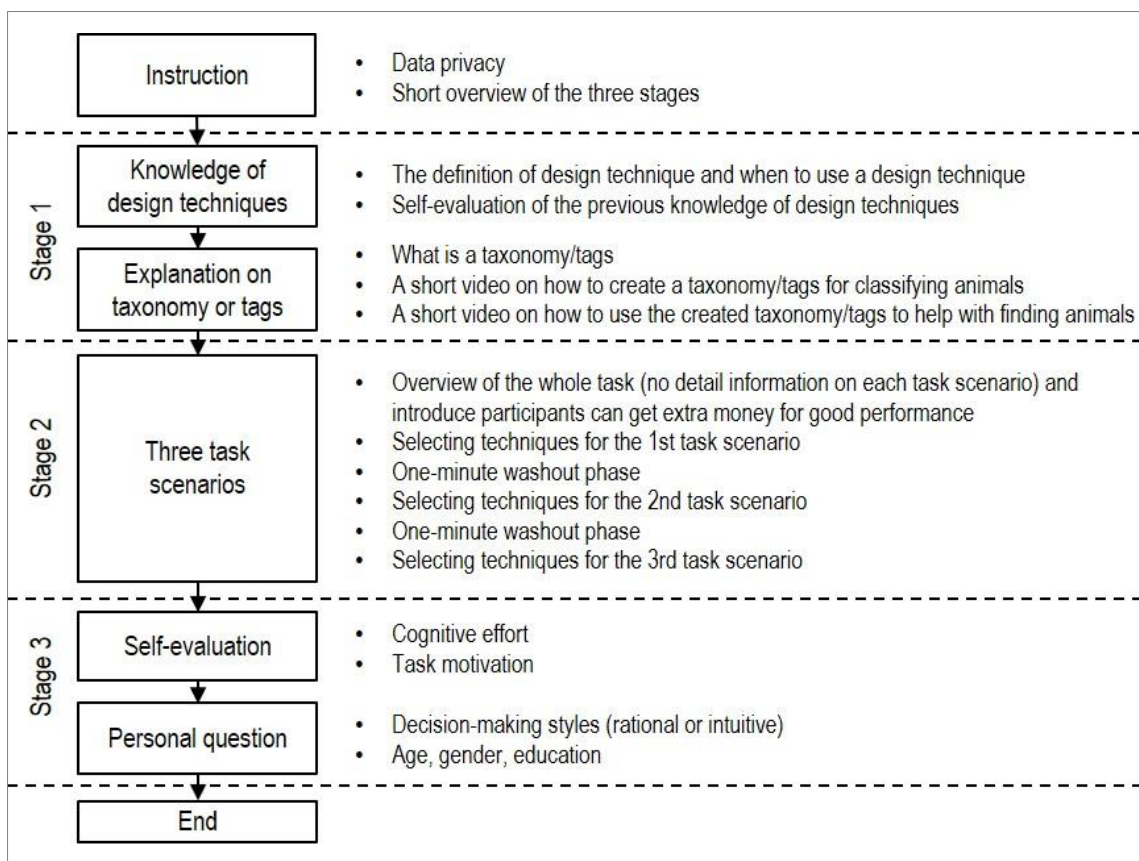 Instruction
• Data privacy
• Short overview of the three stages
Stage 1
Knowledge of
design techniques
• The definition of design technique and when to use a design technique
• Self-evaluation of the previous knowledge of design techniques
Explanation on
taxonomy or tags
• What is a taxonomy/tags
• A short video on how to create a taxonomy/tags for classifying animals
• A short video on how to use the created taxonomy/tags to help with finding animals
Stage 2
Three task
scenarios
• Overview of the whole task (no detail information on each task scenario) and
introduce participants can get extra money for good performance
• Selecting techniques for the 1st task scenario
• One-minute washout phase
• Selecting techniques for the 2nd task scenario
• One-minute washout phase
• Selecting techniques for the 3rd task scenario
Stage 3
Self-evaluation
• Cognitive effort
• Task motivation
Personal question
• Decision-making styles (rational or intuitive)
• Age, gender, education
End